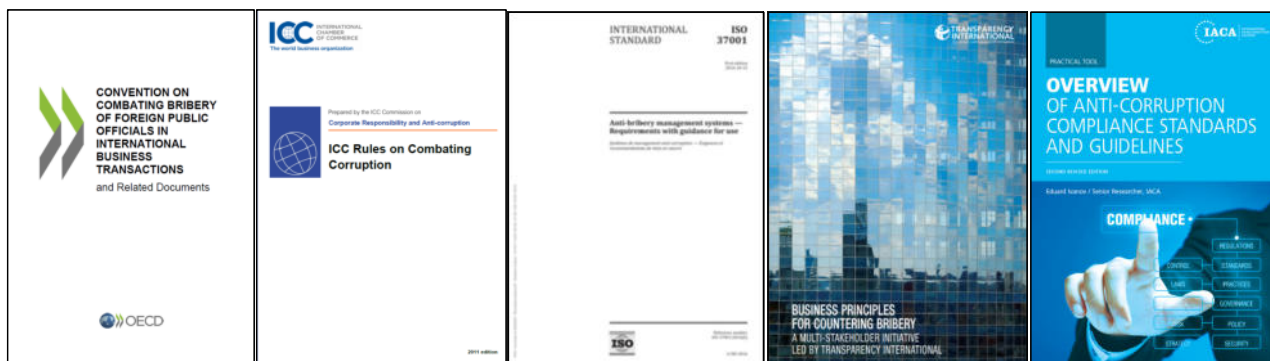 CONVENTION ON
COMBATING BRIBERY
OF FOREIGN PUBLIC
OFFICIALS IN
INTERNATIONAL
BUSINESS
TRANSACTIONS
and Related Documents
OECD
ICC
INTERNATIONAL
CHAMBER
OF COMMERCE
The world business organization
Prepared by the ICC Commission on
Corporate Responsibility and Anti-corruption
ICC Rules on Combating
Corruption
2011 edition
INTERNATIONAL
STANDARD
ISO
37001
Anti-bribery management systems —
Requirements with guidance for use
ISO
TRANSPARENCY
INTERNATIONAL
BUSINESS PRINCIPLES
FOR COUNTERING BRIBERY
A MULTI-STAKEHOLDER INITIATIVE
LED BY TRANSPARENCY INTERNATIONAL
IACA
PRACTICAL TOOL
OVERVIEW
OF ANTI-CORRUPTION
COMPLIANCE STANDARDS
AND GUIDELINES
SECOND REVISED EDITION
Eduard Ivanov / Senior Researcher, IACA
COMPLIANCE
REGULATIONS
CONTROL
STANDARDS
LAWS
PRACTICES
GOVERNANCE
POLICY
STRATEGY
SECURITY